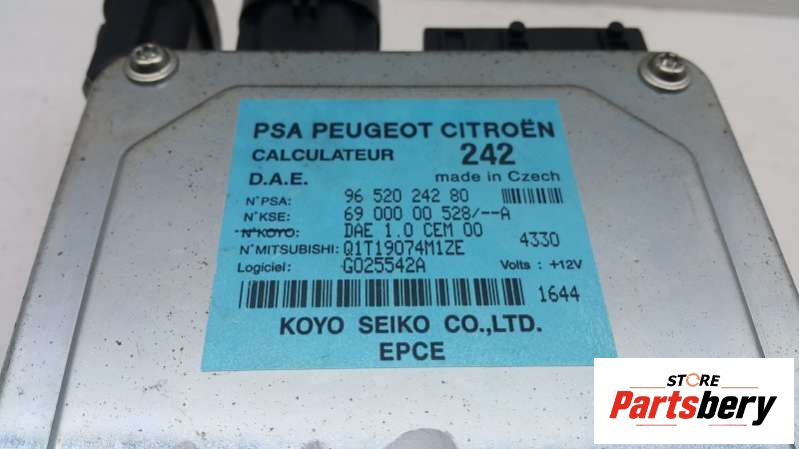 PSA PEUGEOT CITROËN
CALCULATEUR 242
D.A.E. made in Czech
N°PSA: 96 520 242 80
N°KSE: 69 000 00 528/--A
N°KOYO: DAE 1.0 CEM 00
N°MITSUBISHI: Q1T19074M1ZE 4330
Logiciel: G025542A Volts : +12V
1644
KOYO SEIKO CO.,LTD.
EPCE
STORE
Partsbery